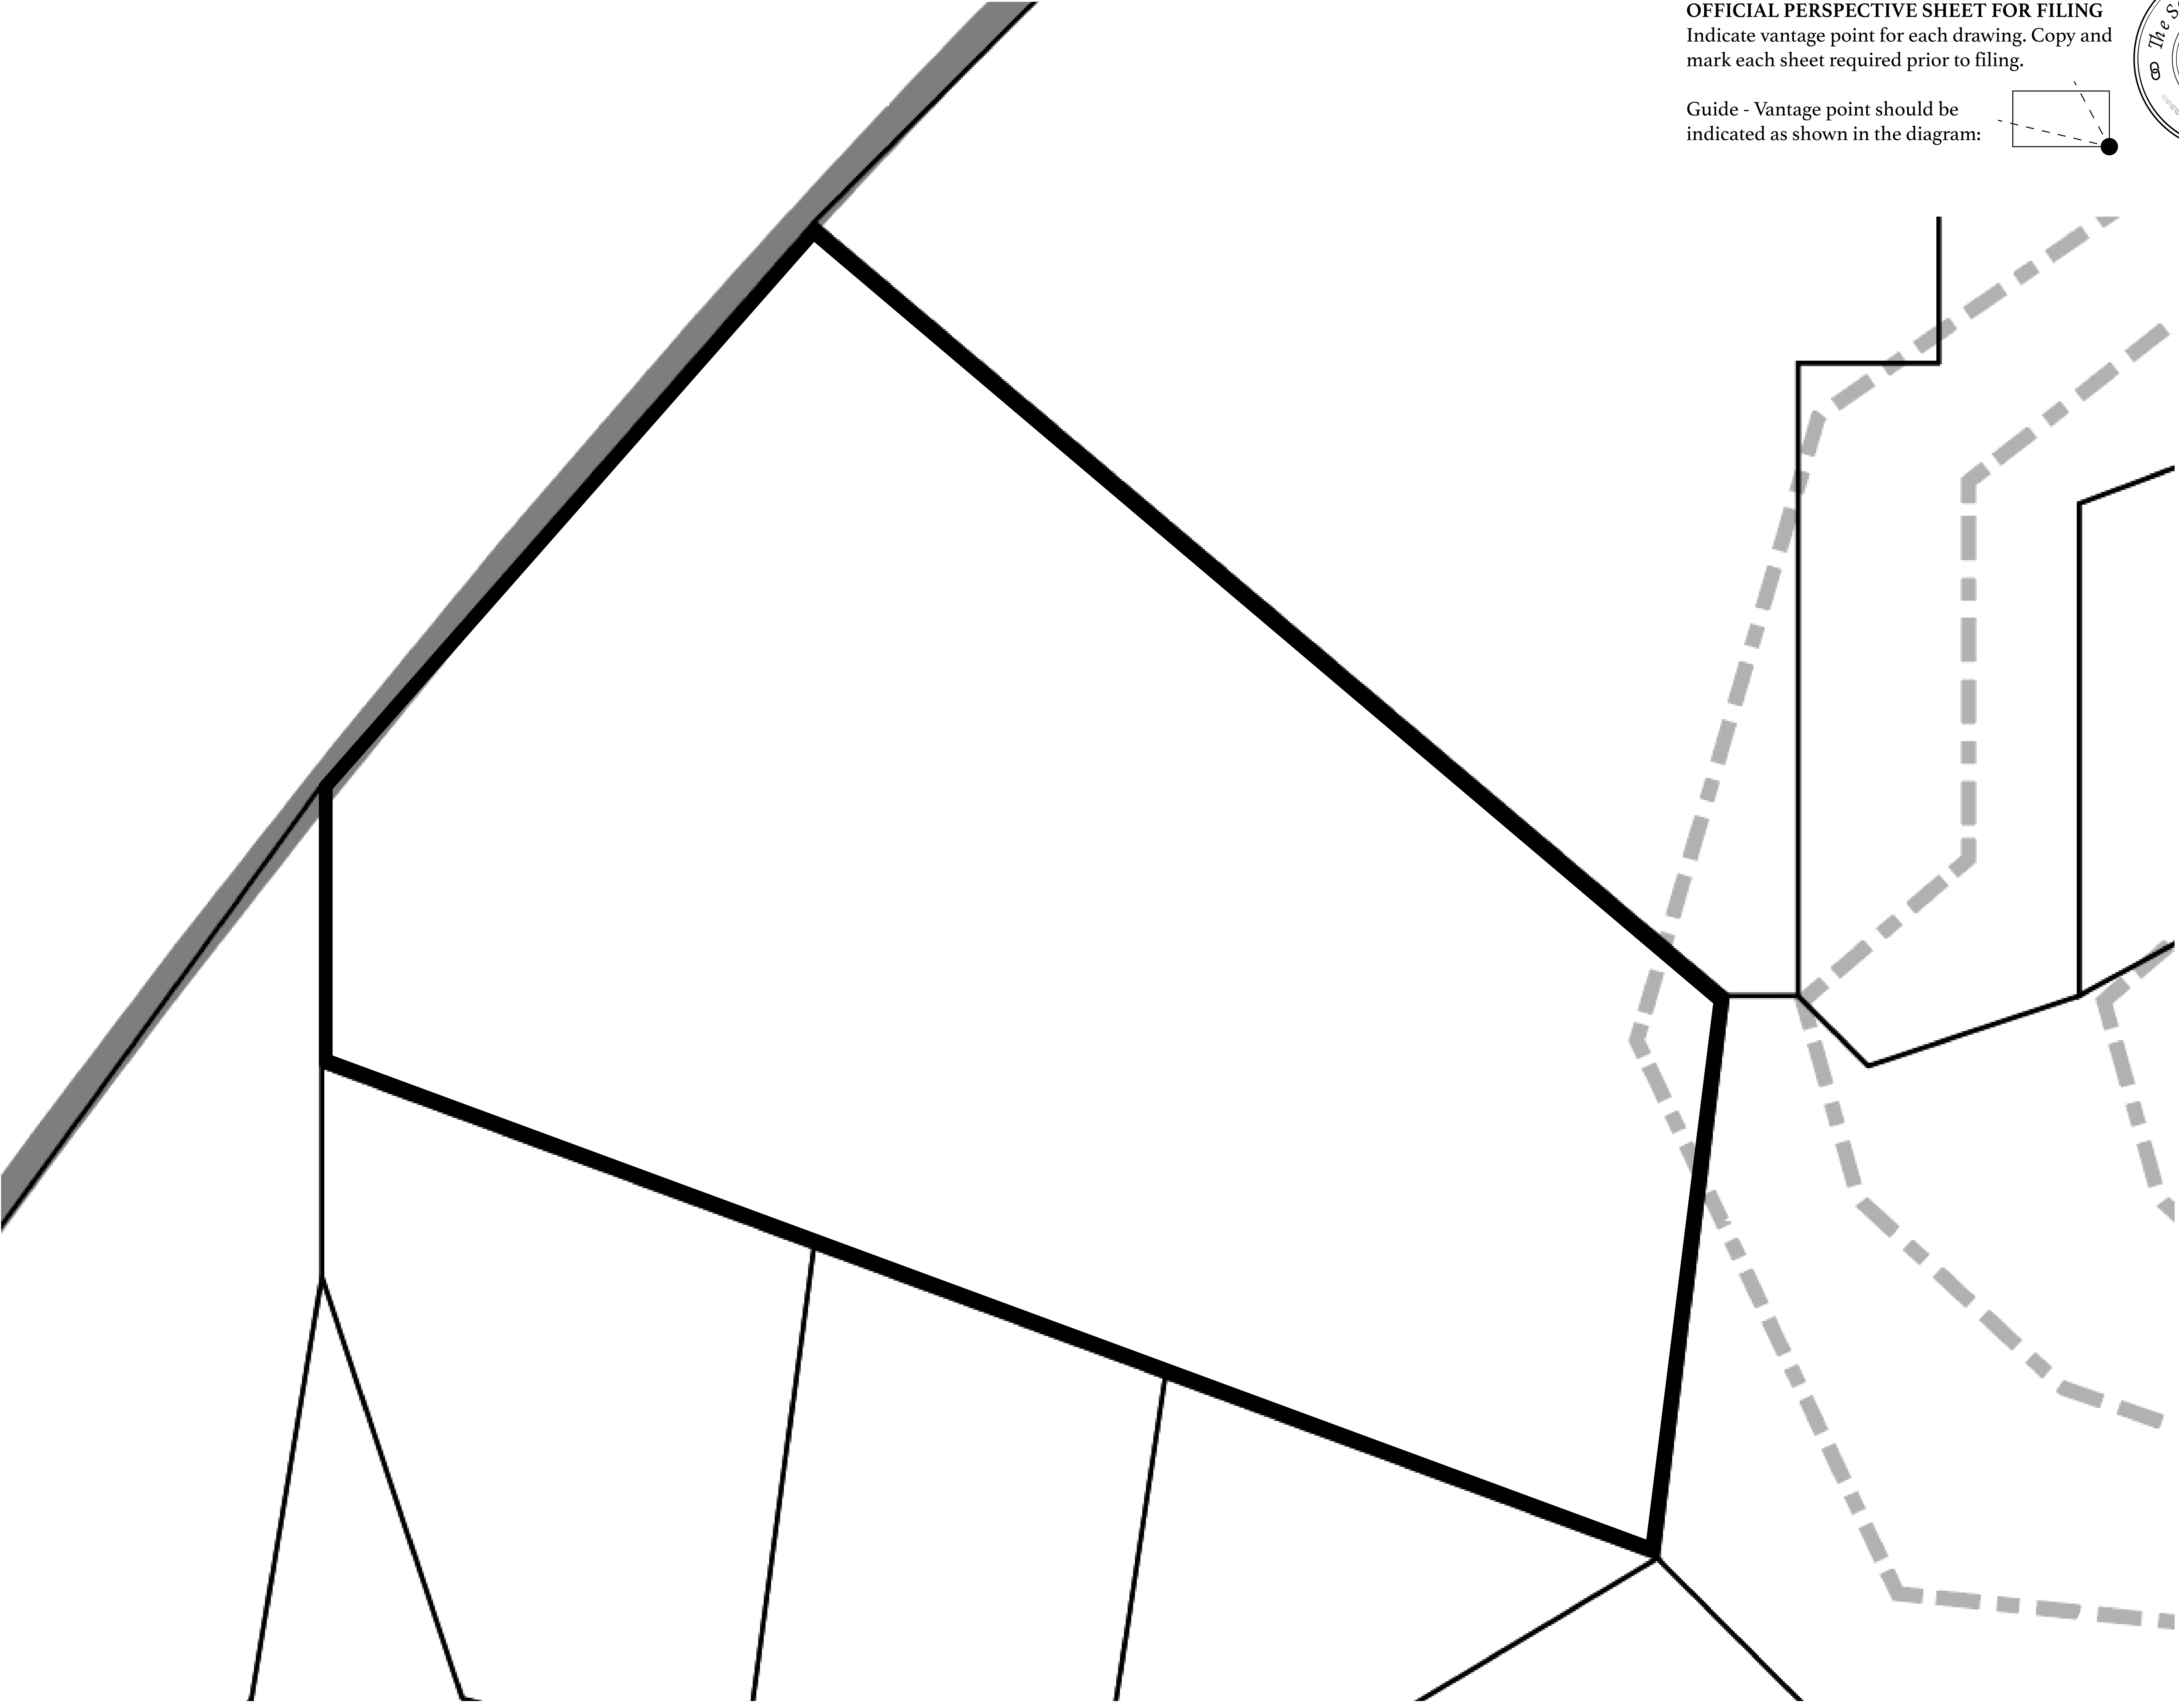 OFFICIAL PERSPECTIVE SHEET FOR FILING
Indicate vantage point for each drawing. Copy and
mark each sheet required prior to filing.
Guide - Vantage point should be
indicated as shown in the diagram:
The